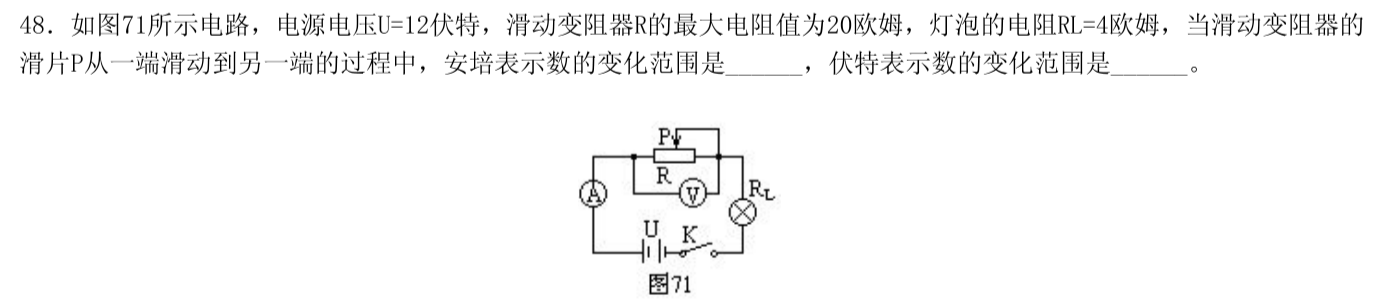 48．如图71所示电路，电源电压U=12伏特，滑动变阻器R的最大电阻值为20欧姆，灯泡的电阻RL=4欧姆，当滑动变阻器的
滑片P从一端滑动到另一端的过程中，安培表示数的变化范围是______，伏特表示数的变化范围是______。
P
R
A
V
RL
U
K
图71